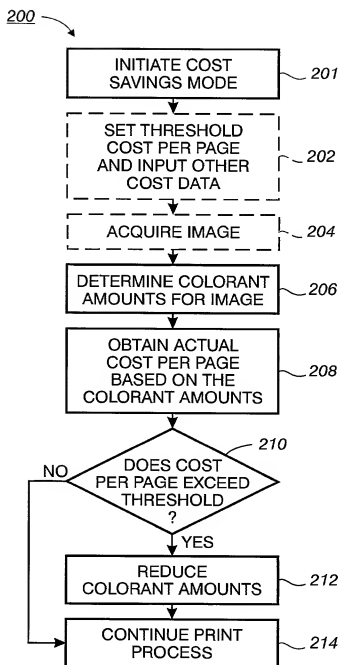 200
INITIATE COST
SAVINGS MODE
201
SET THRESHOLD
COST PER PAGE
AND INPUT OTHER
COST DATA
202
ACQUIRE IMAGE
204
DETERMINE COLORANT
AMOUNTS FOR IMAGE
206
OBTAIN ACTUAL
COST PER PAGE
BASED ON THE
COLORANT AMOUNTS
208
210
DOES COST
PER PAGE EXCEED
THRESHOLD
?
NO
YES
REDUCE
COLORANT AMOUNTS
212
CONTINUE PRINT
PROCESS
214